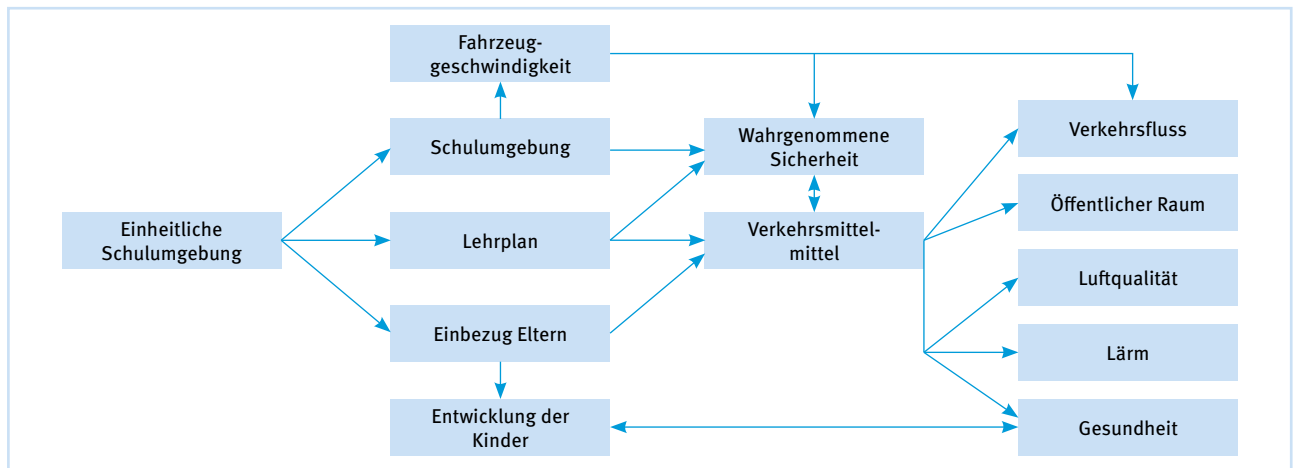 Fahrzeug-
geschwindigkeit
Schulumgebung
Wahrgenommene
Sicherheit
Verkehrsfluss
Einheitliche
Schulumgebung
Lehrplan
Verkehrsmittel-
mittel
Öffentlicher Raum
Luftqualität
Einbezug Eltern
Lärm
Entwicklung der
Kinder
Gesundheit